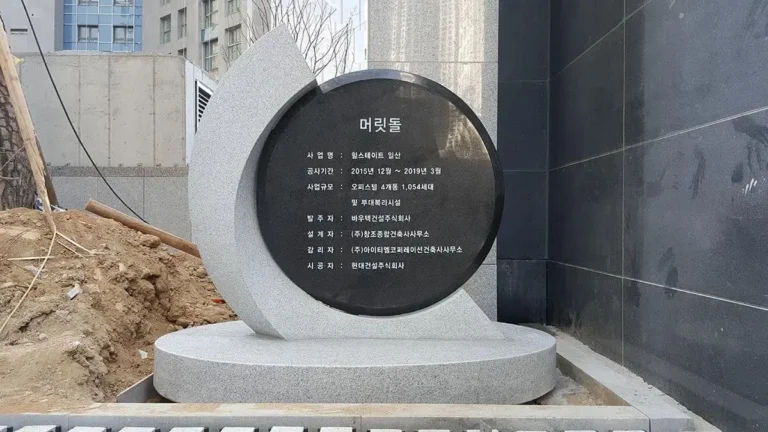 머릿돌
사 업 명 : 힐스테이트 일산
공사기간 : 2015년 12월 ~ 2019년 3월
사업규모 : 오피스텔 4개동 1,054세대
및 부대복리시설
발 주 자 : 바우택건설주식회사
설 계 자 : (주)창조종합건축사사무소
감 리 자 : (주)아이티엠코퍼레이션건축사사무소
시 공 자 : 현대건설주식회사